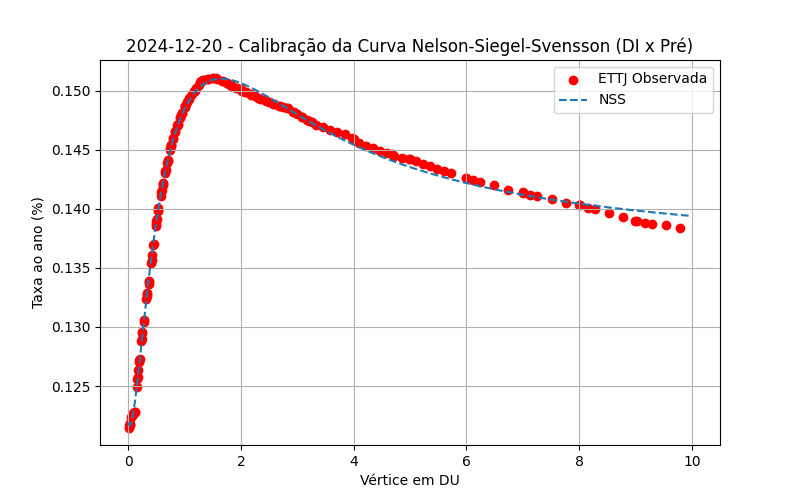 2024-12-20 - Calibração da Curva Nelson-Siegel-Svensson (DI x Pré)
ETTJ Observada
NSS
Taxa ao ano (%)
0.150
0.145
0.140
0.135
0.130
0.125
0 2 4 6 8 10
Vértice em DU